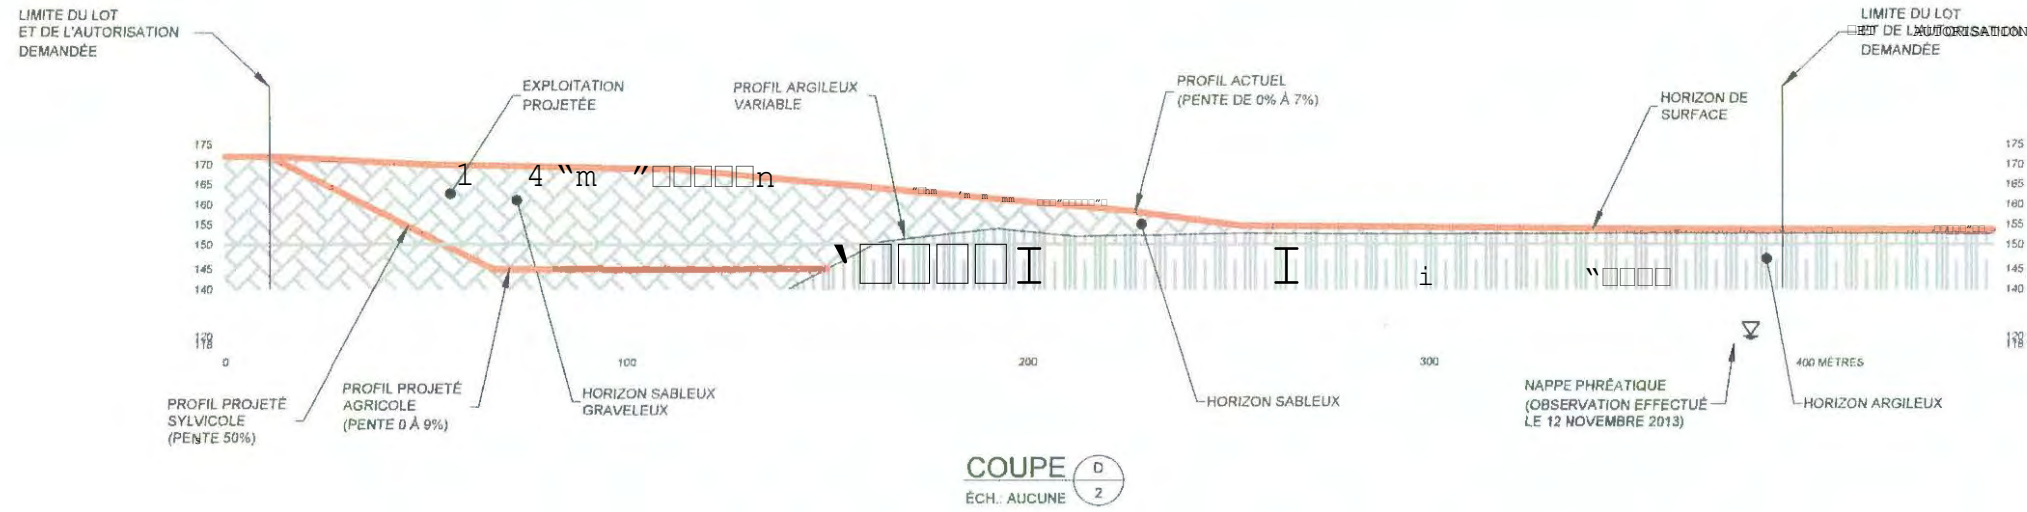 LIMITE DU LOT
ET DE L'AUTORISATION
DEMANDÉE
EXPLOITATION
PROJETÉE
PROFIL ARGILEUX
VARIABLE
PROFIL ACTUEL
(PENTE DE 0% À 7%)
HORIZON DE
SURFACE
LIMITE DU LOT
ET DE L'AUTORISATION
DEMANDÉE
175
170
165
160
155
150
145
140
120
118
175
170
165
160
155
150
145
140
120
118
0
100
200
300
400 MÈTRES
PROFIL PROJETÉ
SYLVICOLE
(PENTE 50%)
PROFIL PROJETÉ
AGRICOLE
(PENTE 0 À 9%)
HORIZON SABLEUX
GRAVELEUX
HORIZON SABLEUX
NAPPE PHRÉATIQUE
(OBSERVATION EFFECTUÉ
LE 12 NOVEMBRE 2013)
HORIZON ARGILEUX
COUPE D
2
ÉCH.: AUCUNE